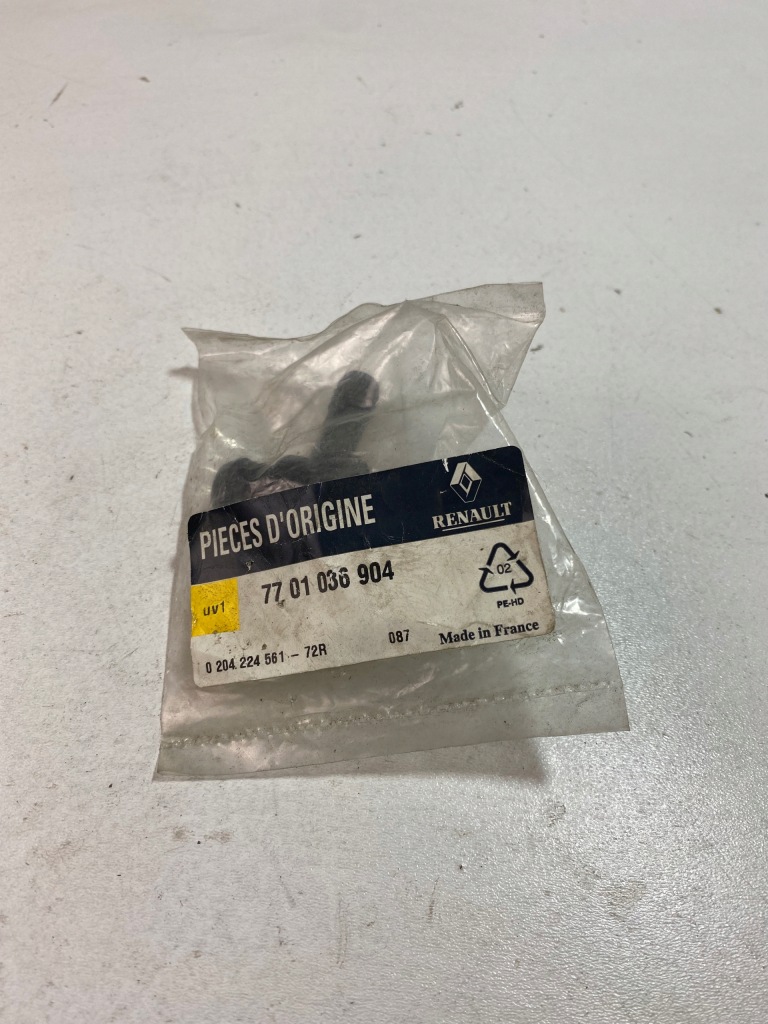 PIECES D'ORIGINE
RENAULT
77 01 036 904
uv1
02
PE-HD
0 204 224 561 - 72R
087
Made in France